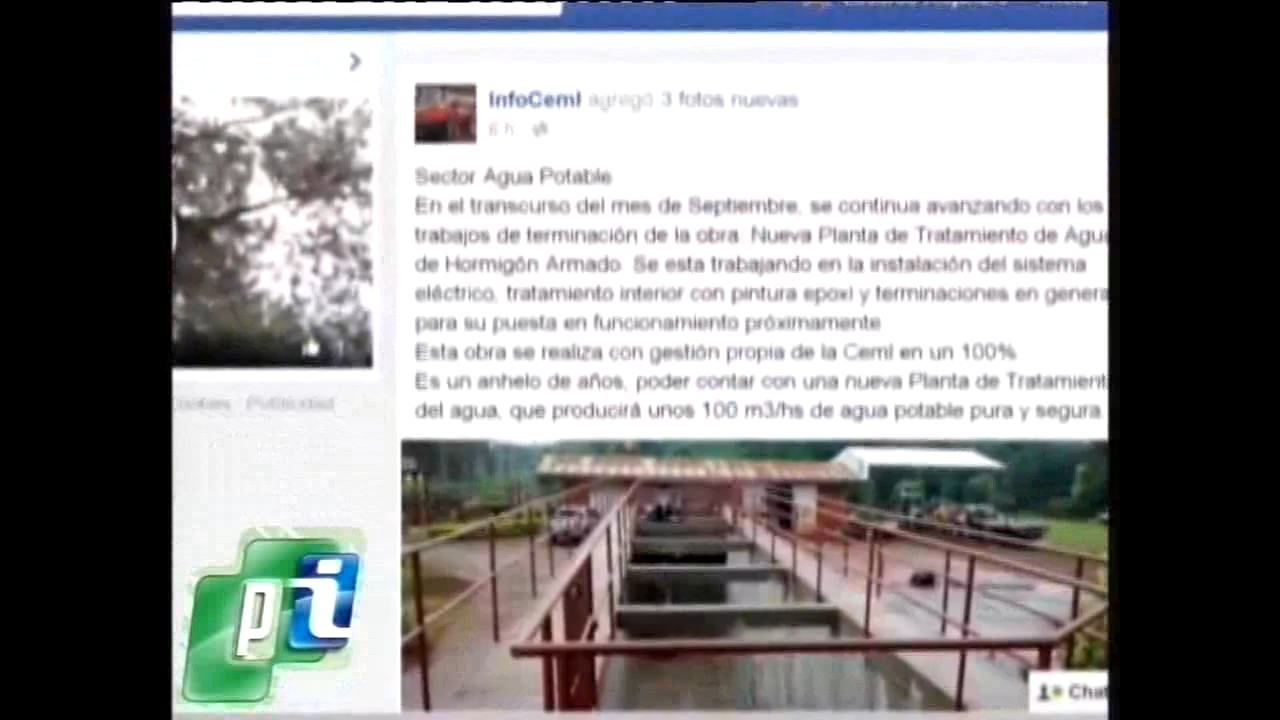 InfoCeml agregó 3 fotos nuevas
6 h
Sector Agua Potable
En el transcurso del mes de Septiembre, se continua avanzando con los
trabajos de terminación de la obra: Nueva Planta de Tratamiento de Agu
de Hormigón Armado. Se esta trabajando en la instalación del sistema
eléctrico, tratamiento interior con pintura epoxi y terminaciones en genera
para su puesta en funcionamiento próximamente
Esta obra se realiza con gestión propia de la Ceml en un 100%
Es un anhelo de años, poder contar con una nueva Planta de Tratamient
del agua, que producirá unos 100 m3/hs de agua potable pura y segura.
ookies Publicidad
pi
Chat